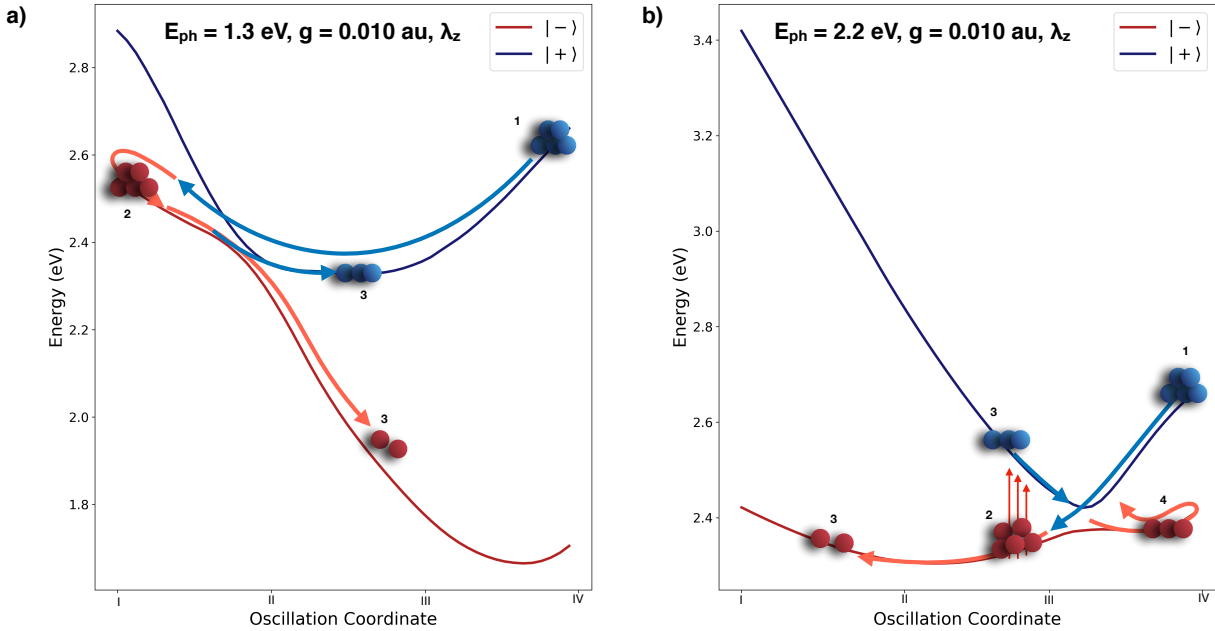 a)
E_ph = 1.3 eV, g = 0.010 au, λ_z
| − ⟩
| + ⟩
Energy (eV)
2.8
2.6
2.4
2.2
2.0
1.8
1
2
3
3
I
II
III
IV
Oscillation Coordinate
b)
E_ph = 2.2 eV, g = 0.010 au, λ_z
| − ⟩
| + ⟩
Energy (eV)
3.4
3.2
3.0
2.8
2.6
2.4
1
3
4
2
3
I
II
III
IV
Oscillation Coordinate